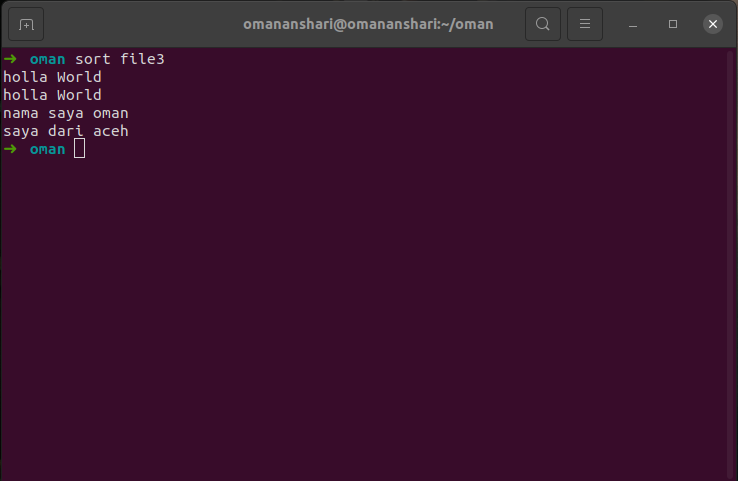 omananshari@omananshari:~/oman
➜ oman sort file3
holla World
holla World
nama saya oman
saya dari aceh
➜ oman